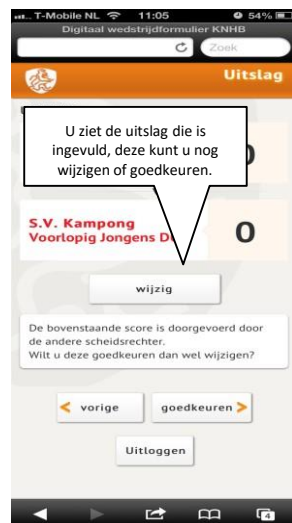 T-Mobile NL 11:05 54%
Digitaal wedstrijdformulier KNHB
Zoek
Uitslag
U ziet de uitslag die is
ingevuld, deze kunt u nog
wijzigen of goedkeuren.
S.V. Kampong
Voorlopig Jongens 0
wijzig
De bovenstaande score is doorgevoerd door
de andere scheidsrechter.
Wilt u deze goedkeuren dan wel wijzigen?
< vorige goedkeuren >
Uitloggen
4